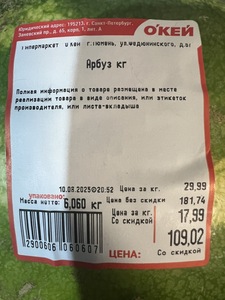 Юридический адрес: 195213, г. Санкт-Петербург,
Заневский пр., д. 65, корп. 1, лит. А
О'КЕЙ
Гипермаркет О'КЕЙ г.Тюмень, ул.Федюнинского, д.67
Арбуз кг
Полная информация о товаре размещена в месте
реализации товара в виде описания, или этикеток
производителя, или листа-вкладыша
упаковано: 10.08.2025©20:52
Масса нетто: 6,060 кг
Цена за кг. 29,99
Цена без скидки 181,74
Цена за кг. Со скидкой 17,99
2900606060607
ЦЕНА: 109,02
Со скидкой